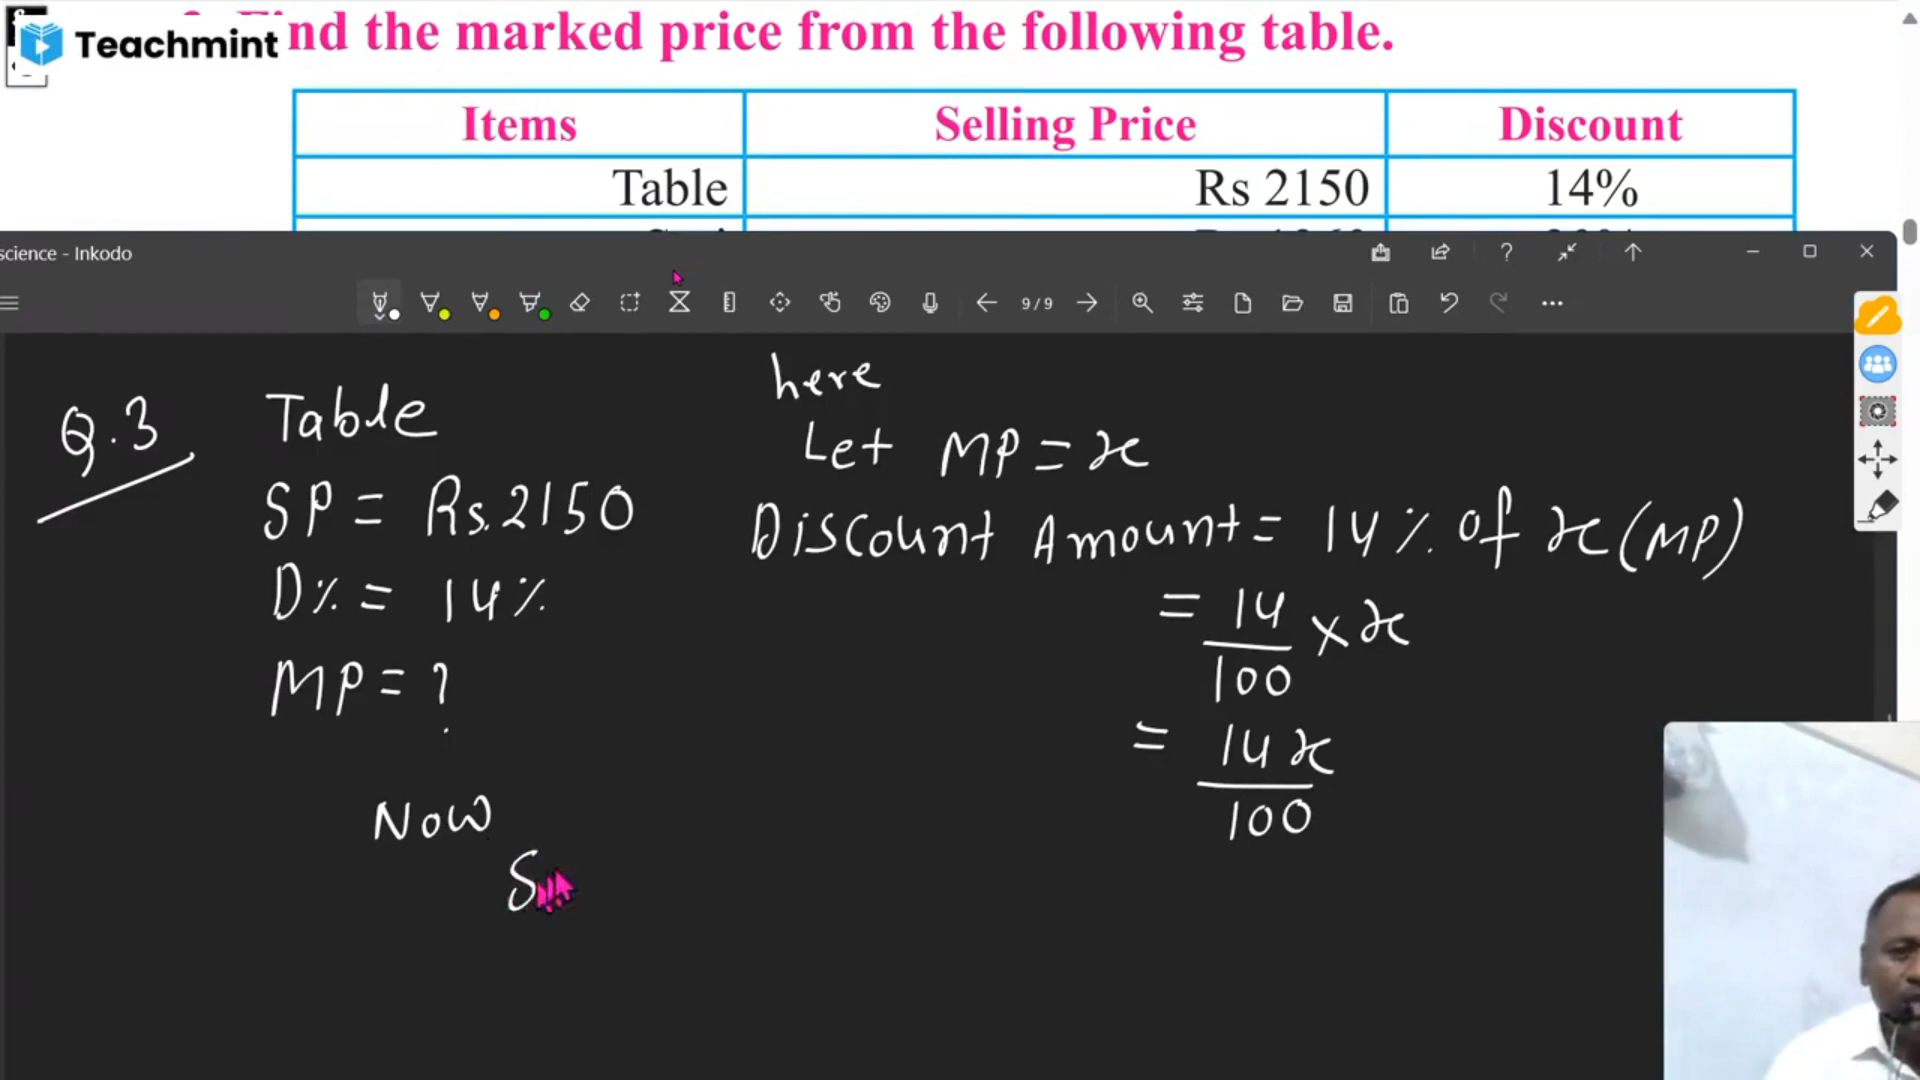 Teachmint
nd the marked price from the following table.
Items Selling Price Discount
Table Rs 2150 14%
science - Inkodo
9/9
here
Q.3 Table
Let MP = x
SP = Rs.2150
Discount Amount = 14% of x (MP)
D% = 14%
= 14/100 × x
MP = ?
= 14x/100
Now
S